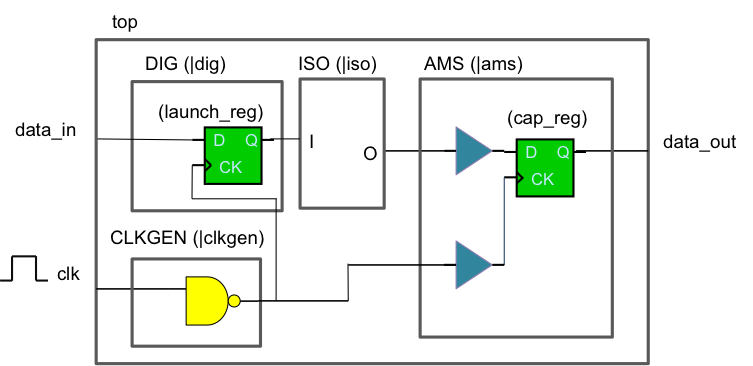 top
DIG (|dig)
ISO (|iso)
AMS (|ams)
(launch_reg)
(cap_reg)
data_in
D Q
CK
I
O
D Q
CK
data_out
CLKGEN (|clkgen)
clk